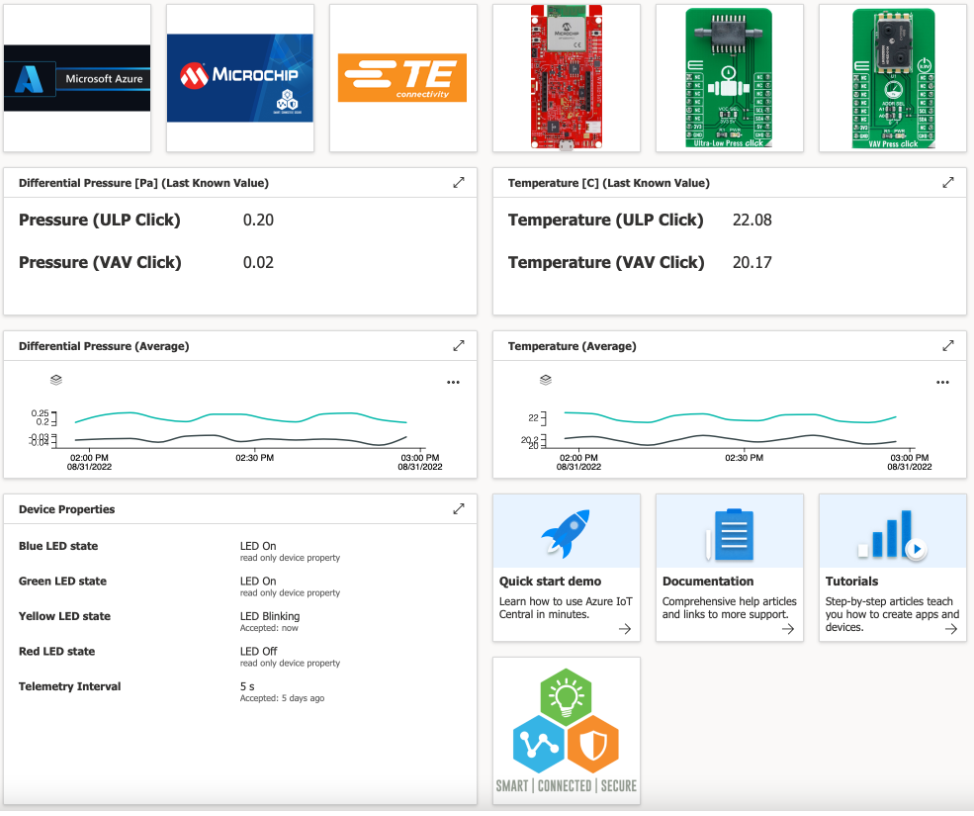 Microsoft Azure
MICROCHIP
SMART | CONNECTED | SECURE
TE
connectivity
MICROCHIP
CE
Ultra-Low Press click
VAV Press click
Differential Pressure [Pa] (Last Known Value)
Pressure (ULP Click) 0.20
Pressure (VAV Click) 0.02
Temperature [C] (Last Known Value)
Temperature (ULP Click) 22.08
Temperature (VAV Click) 20.17
Differential Pressure (Average)
0.25
0.2
-0.03
-0.04
02:00 PM 02:30 PM 03:00 PM
08/31/2022 08/31/2022
Temperature (Average)
22
20.2
20
02:00 PM 02:30 PM 03:00 PM
08/31/2022 08/31/2022
Device Properties
Blue LED state LED On
read only device property
Green LED state LED On
read only device property
Yellow LED state LED Blinking
Accepted: now
Red LED state LED Off
read only device property
Telemetry Interval 5 s
Accepted: 5 days ago
Quick start demo
Learn how to use Azure IoT
Central in minutes.
Documentation
Comprehensive help articles
and links to more support.
Tutorials
Step-by-step articles teach
you how to create apps and
devices.
SMART | CONNECTED | SECURE